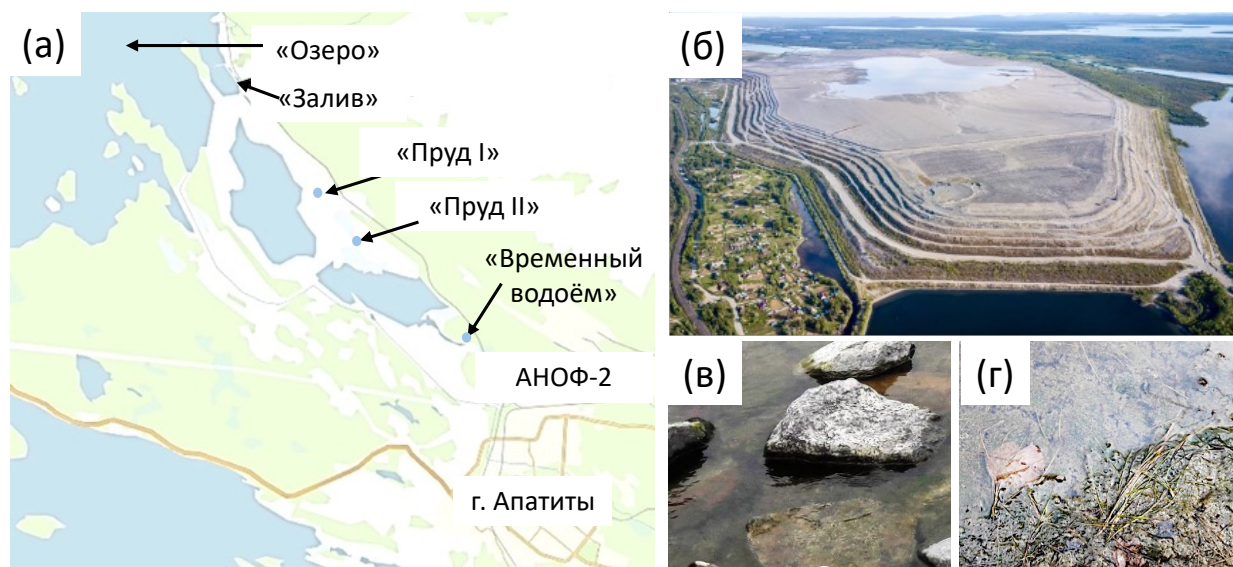 (а)
«Озеро»
«Залив»
«Пруд I»
«Пруд II»
«Временный
водоём»
АНОФ-2
г. Апатиты
(б)
(в)
(г)